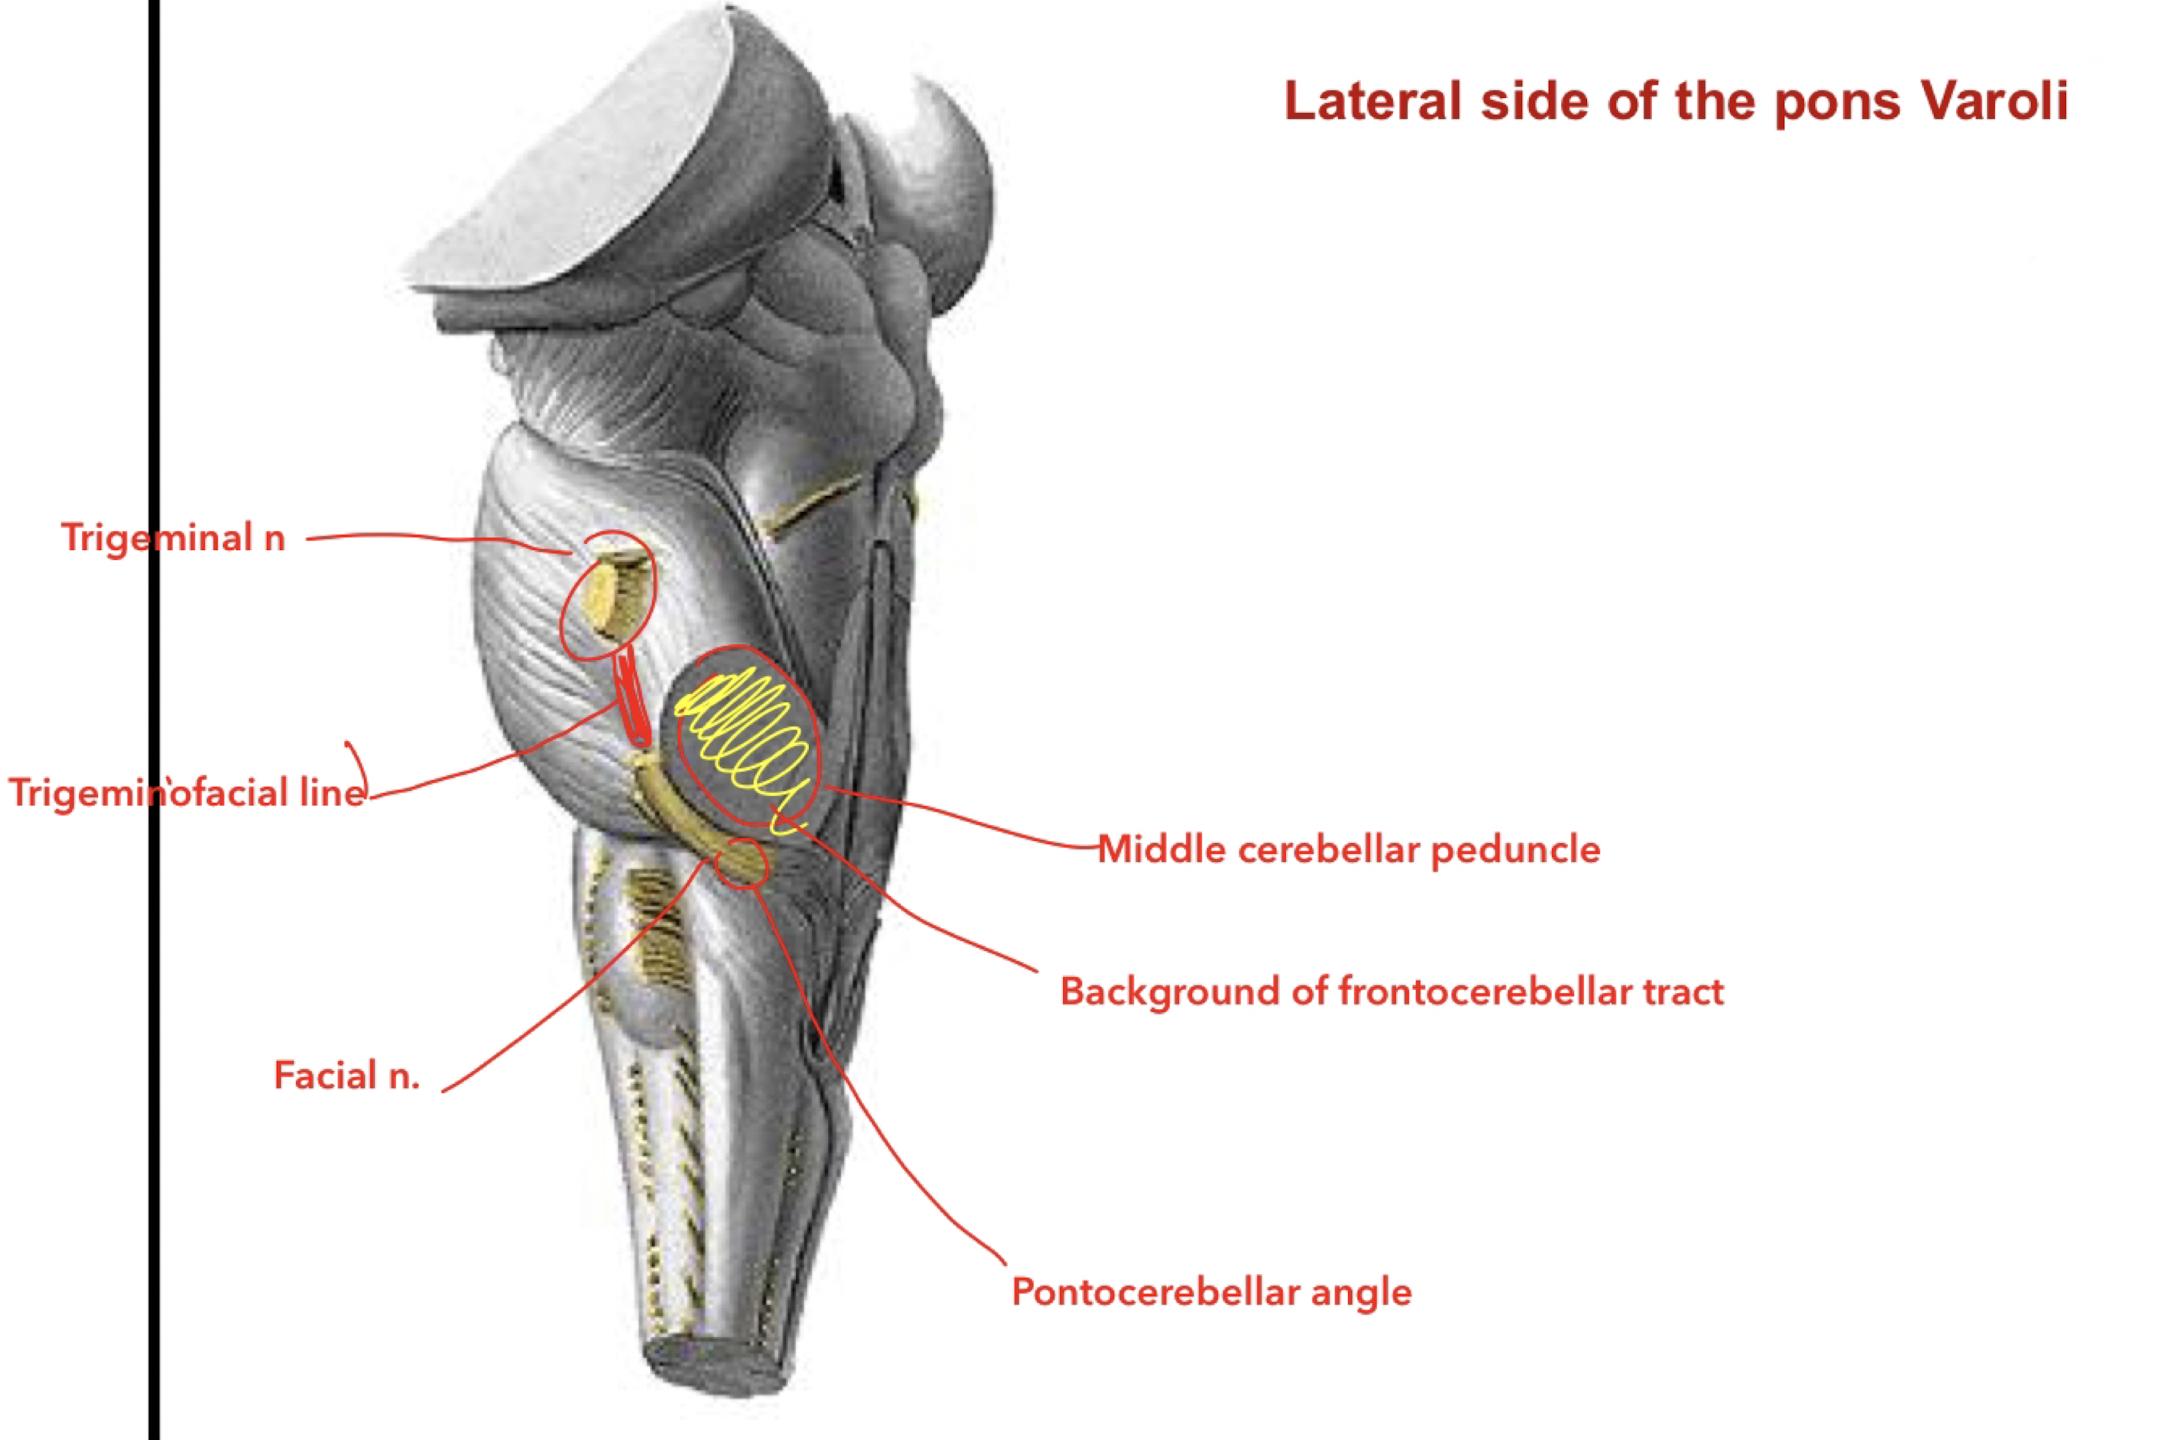 Lateral side of the pons Varoli
Trigeminal n
Trigeminofacial line
Middle cerebellar peduncle
Background of frontocerebellar tract
Facial n.
Pontocerebellar angle